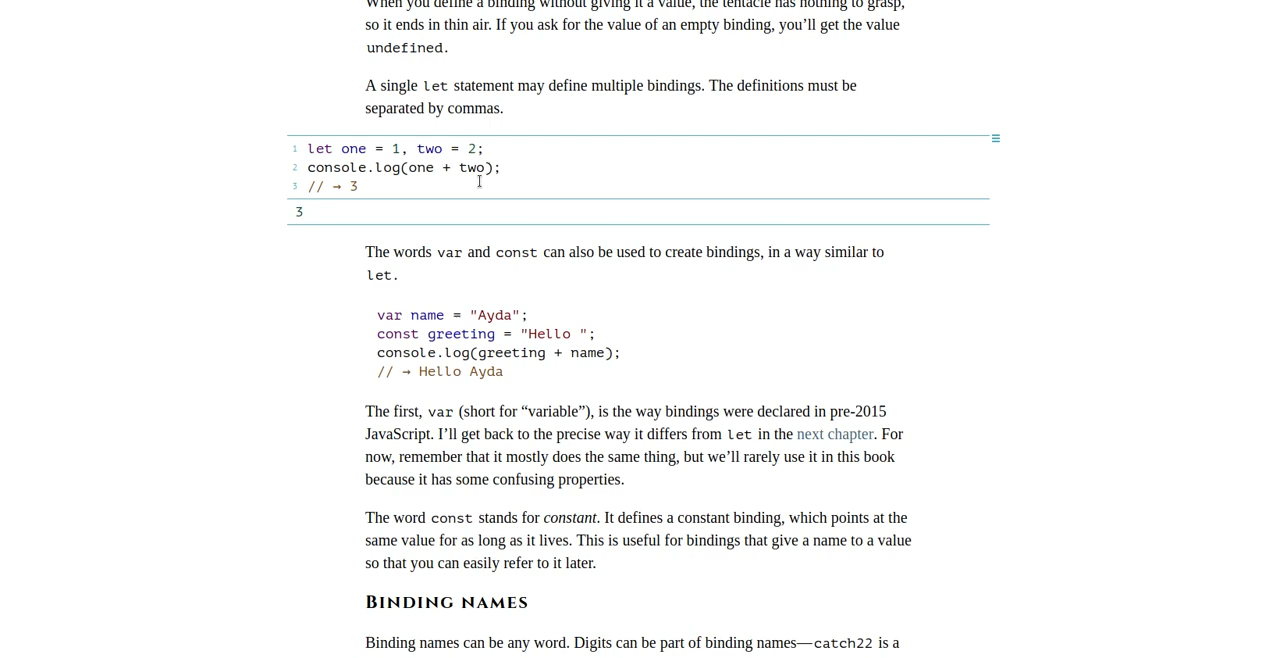 When you define a binding without giving it a value, the tentacle has nothing to grasp,
so it ends in thin air. If you ask for the value of an empty binding, you’ll get the value
undefined.
A single let statement may define multiple bindings. The definitions must be
separated by commas.
1 let one = 1, two = 2;
2 console.log(one + two);
3 // → 3
3
The words var and const can also be used to create bindings, in a way similar to
let.
var name = "Ayda";
const greeting = "Hello ";
console.log(greeting + name);
// → Hello Ayda
The first, var (short for “variable”), is the way bindings were declared in pre-2015
JavaScript. I’ll get back to the precise way it differs from let in the next chapter. For
now, remember that it mostly does the same thing, but we’ll rarely use it in this book
because it has some confusing properties.
The word const stands for constant. It defines a constant binding, which points at the
same value for as long as it lives. This is useful for bindings that give a name to a value
so that you can easily refer to it later.
Binding names
Binding names can be any word. Digits can be part of binding names—catch22 is a